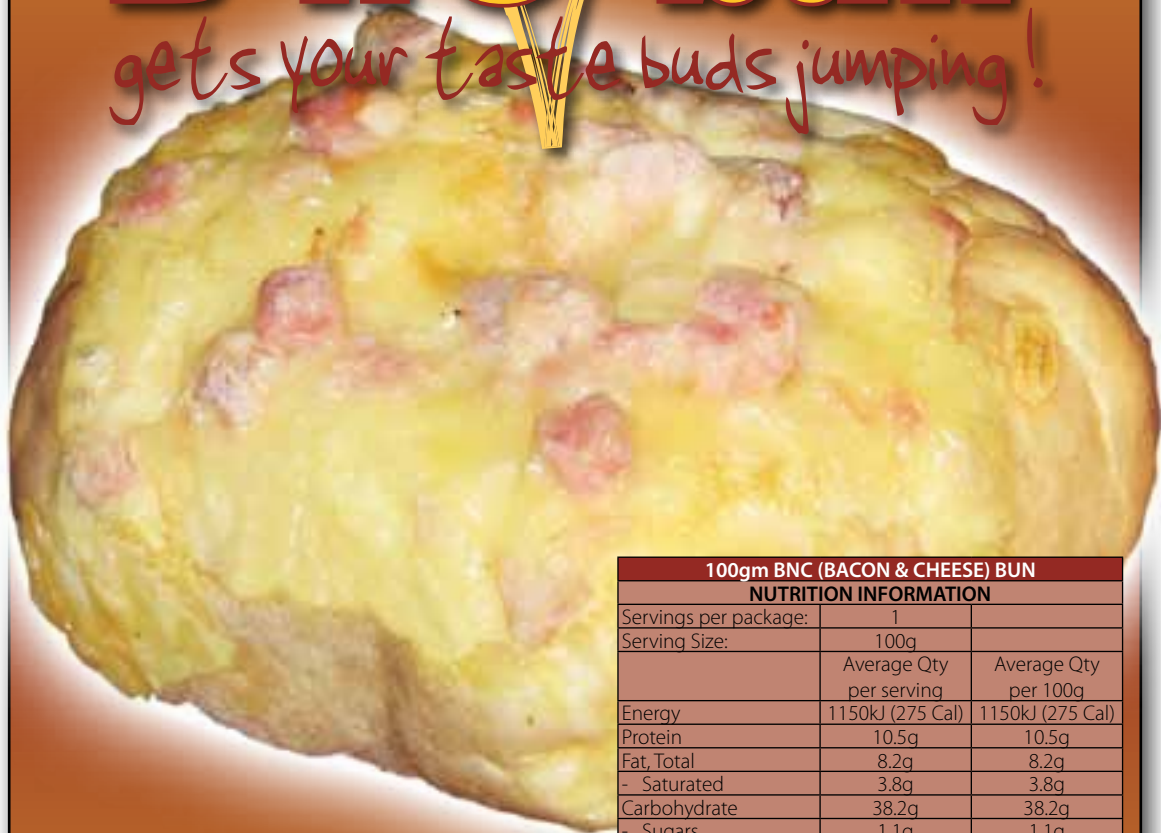 gets your taste buds jumping!
100gm BNC (BACON & CHEESE) BUN
NUTRITION INFORMATION
Servings per package: 1
Serving Size: 100g
Average Qty Average Qty
per serving per 100g
Energy 1150kJ (275 Cal) 1150kJ (275 Cal)
Protein 10.5g 10.5g
Fat, Total 8.2g 8.2g
- Saturated 3.8g 3.8g
Carbohydrate 38.2g 38.2g
- Sugars 1.1g 1.1g